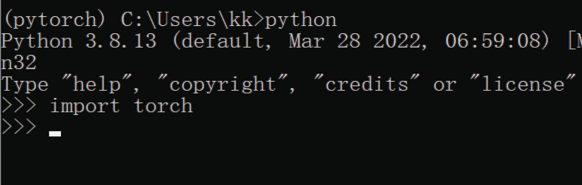 (pytorch) C:\Users\kk>python
Python 3.8.13 (default, Mar 28 2022, 06:59:08) [M
n32
Type "help", "copyright", "credits" or "license"
>>> import torch
>>>